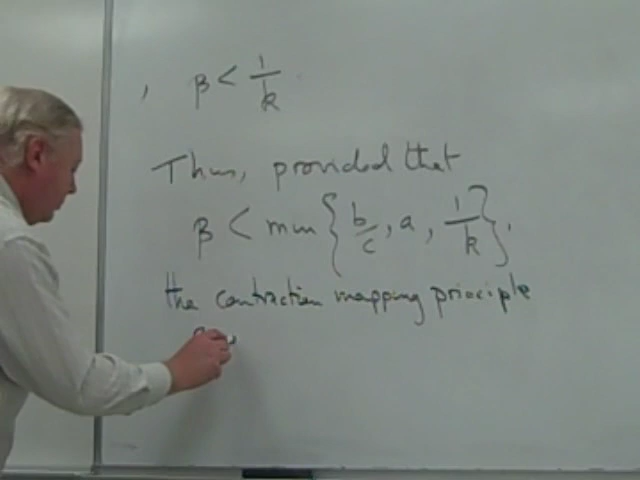 , β < 1/k
Thus, provided that
β < min { b/c , a , 1/k } ,
the contraction mapping principle